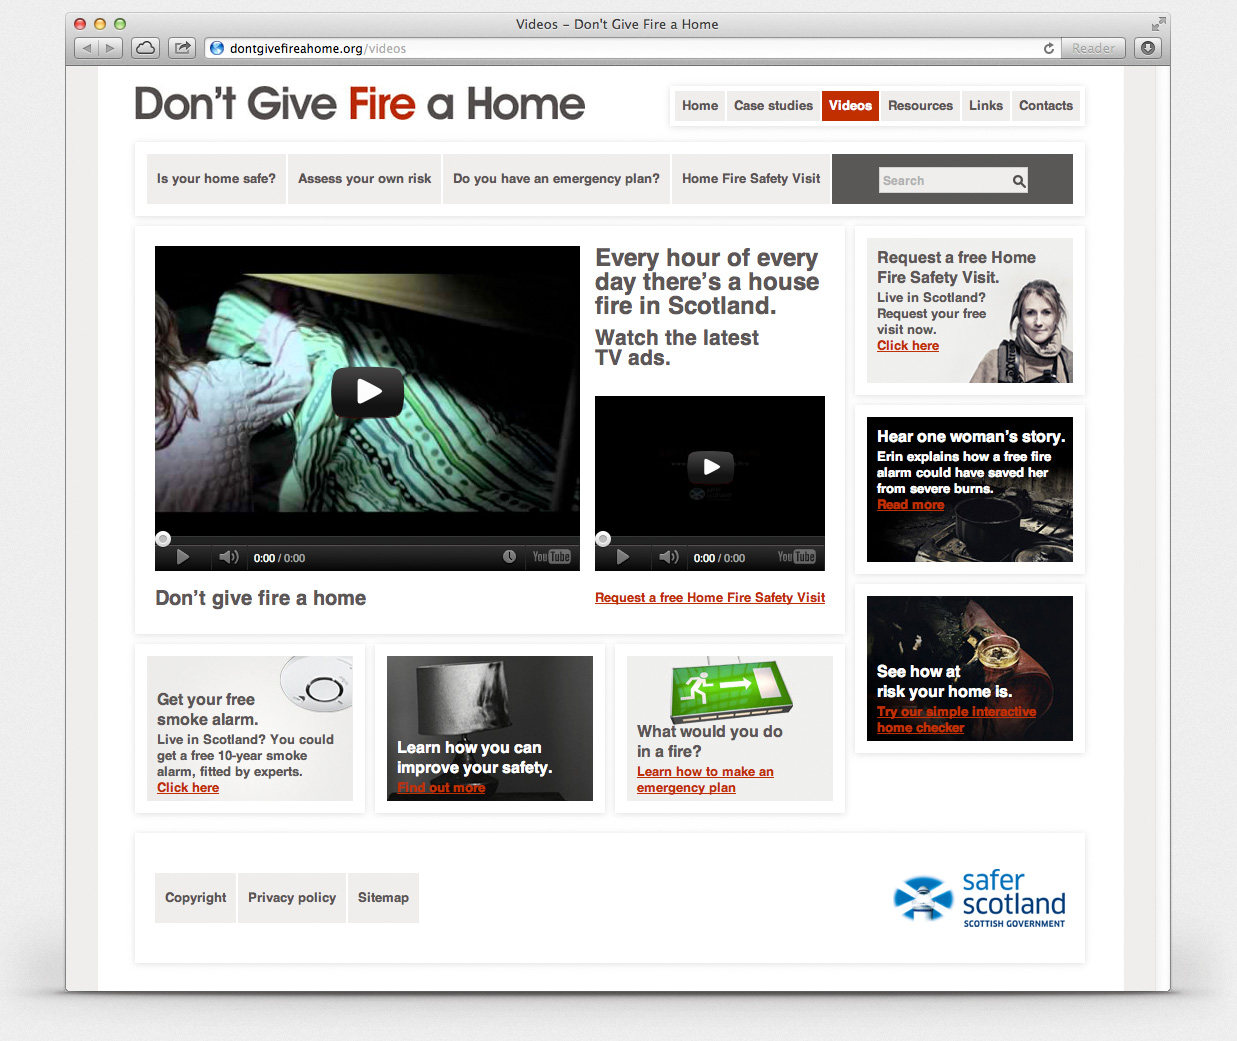 Videos – Don't Give Fire a Home
dontgivefireahome.org/videos
Reader
Don't Give Fire a Home
Home
Case studies
Videos
Resources
Links
Contacts
Is your home safe?
Assess your own risk
Do you have an emergency plan?
Home Fire Safety Visit
Search
Every hour of every
day there's a house
fire in Scotland.
Watch the latest
TV ads.
0:00 / 0:00
YouTube
0:00 / 0:00
YouTube
Don't give fire a home
Request a free Home Fire Safety Visit
Request a free Home
Fire Safety Visit.
Live in Scotland?
Request your free
visit now.
Click here
Hear one woman's story.
Erin explains how a free fire
alarm could have saved her
from severe burns.
Read more
See how at
risk your home is.
Try our simple interactive
home checker
Get your free
smoke alarm.
Live in Scotland? You could
get a free 10-year smoke
alarm, fitted by experts.
Click here
Learn how you can
improve your safety.
Find out more
What would you do
in a fire?
Learn how to make an
emergency plan
Copyright
Privacy policy
Sitemap
safer
scotland
SCOTTISH GOVERNMENT